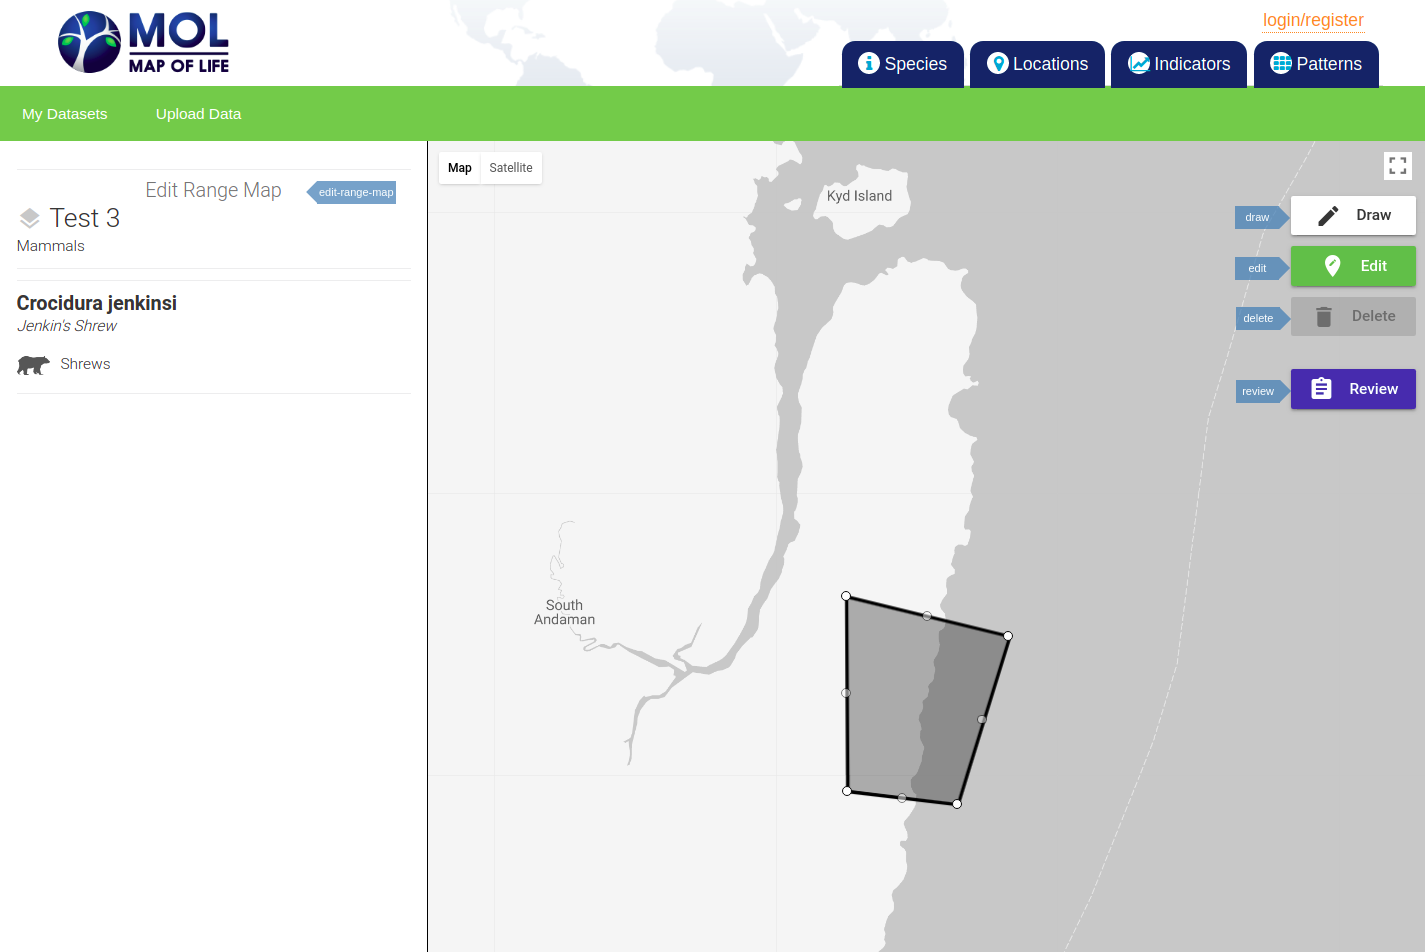 MOL
MAP OF LIFE
login/register
Species
Locations
Indicators
Patterns
My Datasets
Upload Data
Edit Range Map
edit-range-map
Test 3
Mammals
Crocidura jenkinsi
Jenkin's Shrew
Shrews
Map
Satellite
Kyd Island
South
Andaman
draw
Draw
edit
Edit
delete
Delete
review
Review